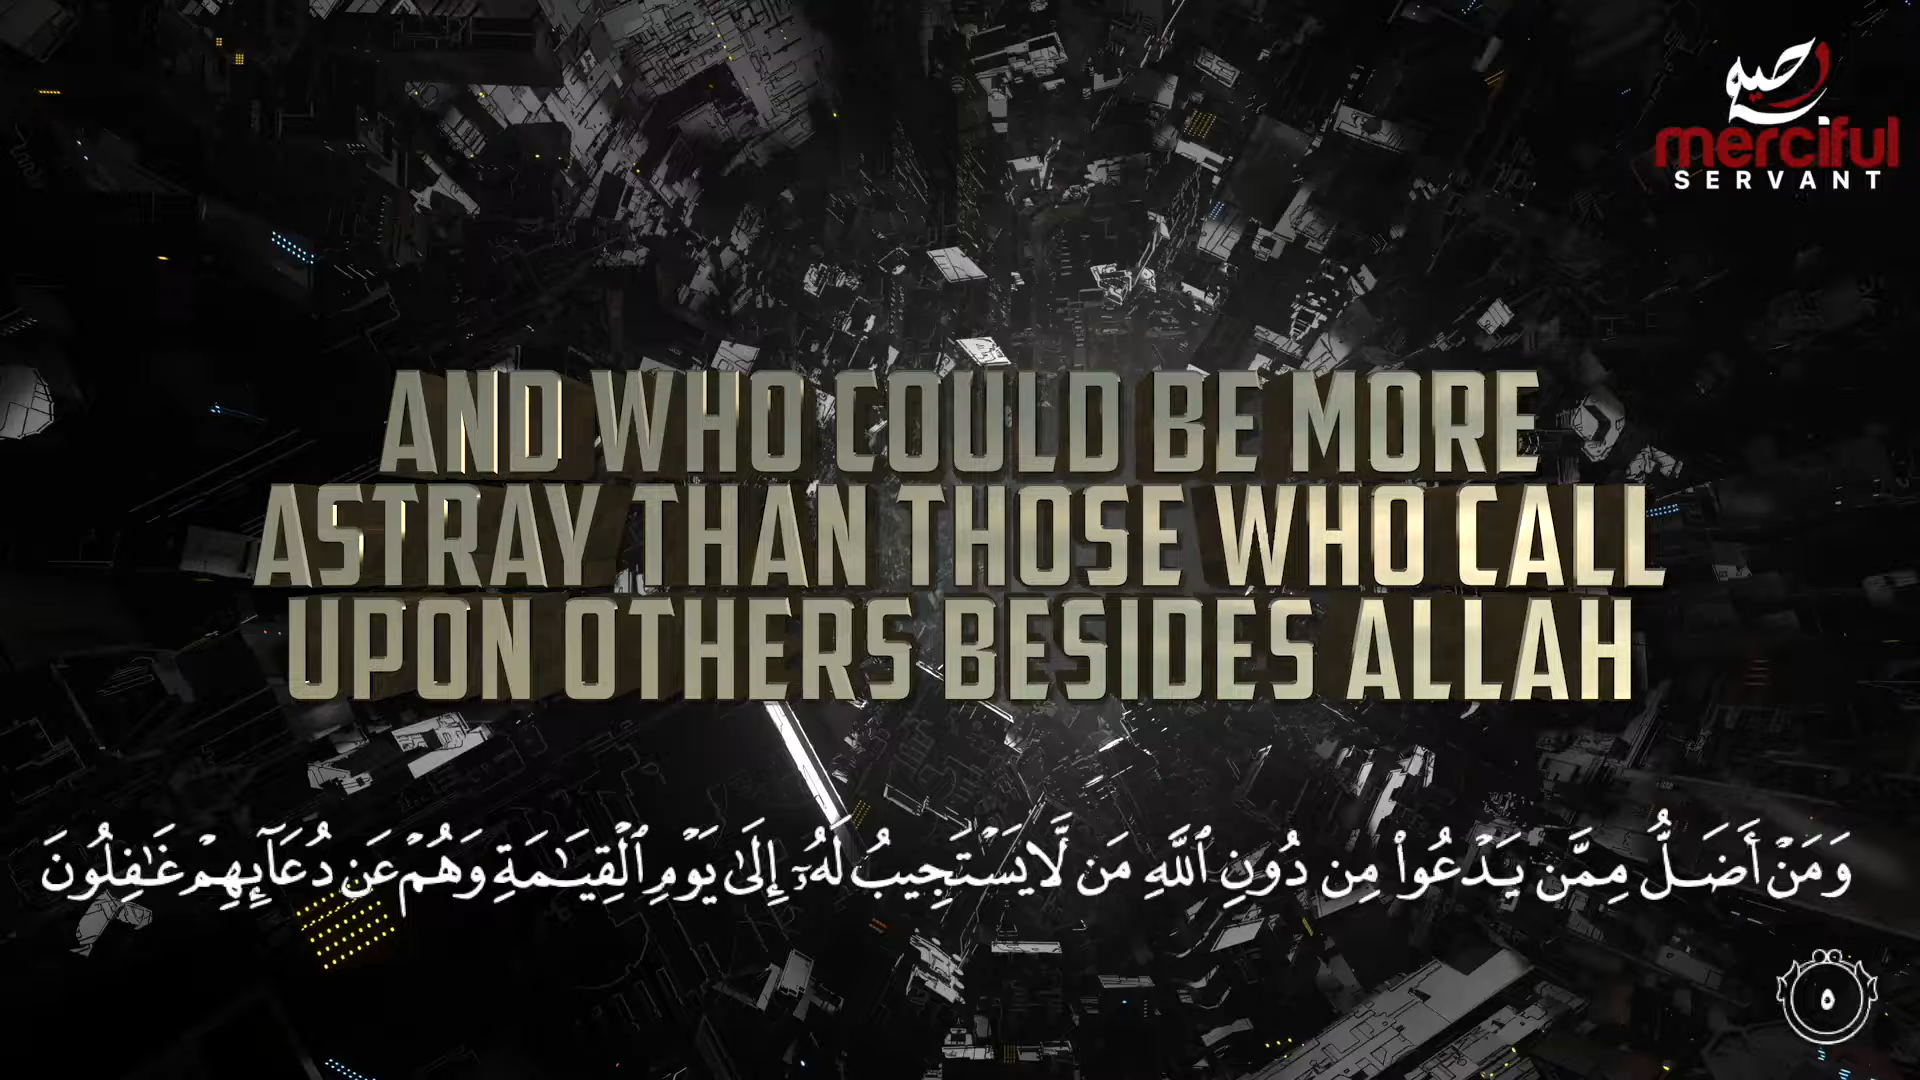 merciful
SERVANT
AND WHO COULD BE MORE
ASTRAY THAN THOSE WHO CALL
UPON OTHERS BESIDES ALLAH
وَمَنْ أَضَلُّ مِمَّن يَدْعُوا۟ مِن دُونِ ٱللَّهِ مَن لَّا يَسْتَجِيبُ لَهُۥٓ إِلَىٰ يَوْمِ ٱلْقِيَـٰمَةِ وَهُمْ عَن دُعَآئِهِمْ غَـٰفِلُونَ
٥